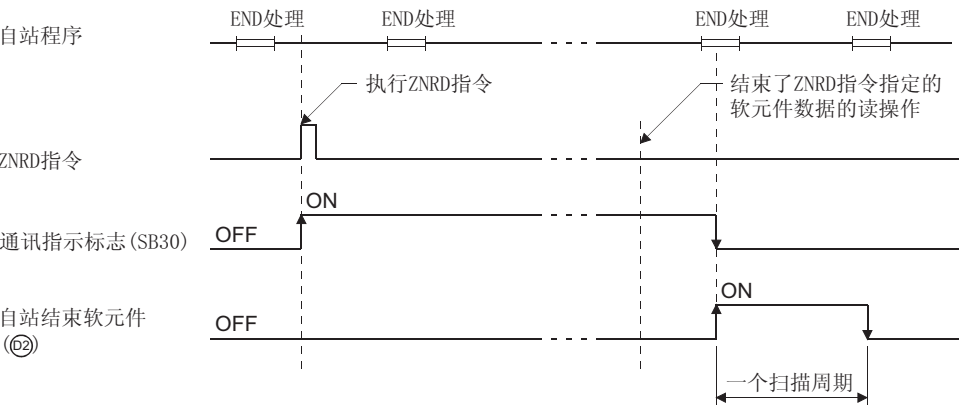 END处理 END处理 END处理 END处理
自站程序
执行ZNRD指令
结束了ZNRD指令指定的
软元件数据的读操作
ZNRD指令
ON
通讯指示标志(SB30) OFF
ON
自站结束软元件 OFF
(D2)
一个扫描周期